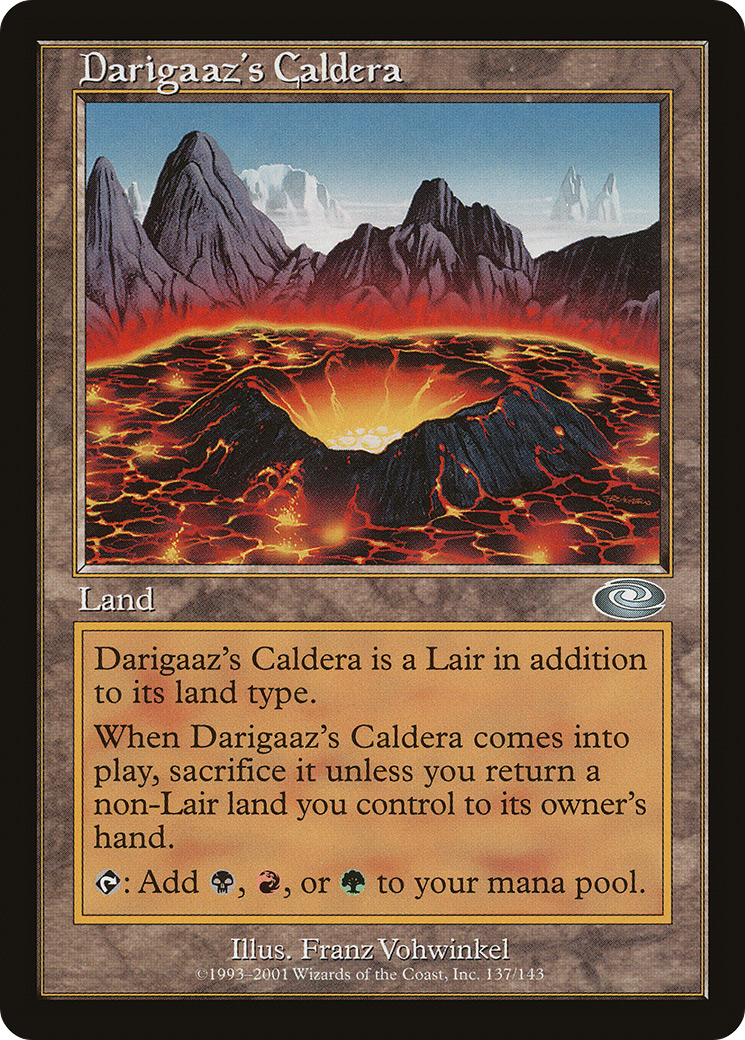 Darigaaz's Caldera
Land
Darigaaz's Caldera is a Lair in addition
to its land type.
When Darigaaz's Caldera comes into
play, sacrifice it unless you return a
non-Lair land you control to its owner's
hand.
: Add , , or to your mana pool.
Illus. Franz Vohwinkel
©1993–2001 Wizards of the Coast, Inc. 137/143